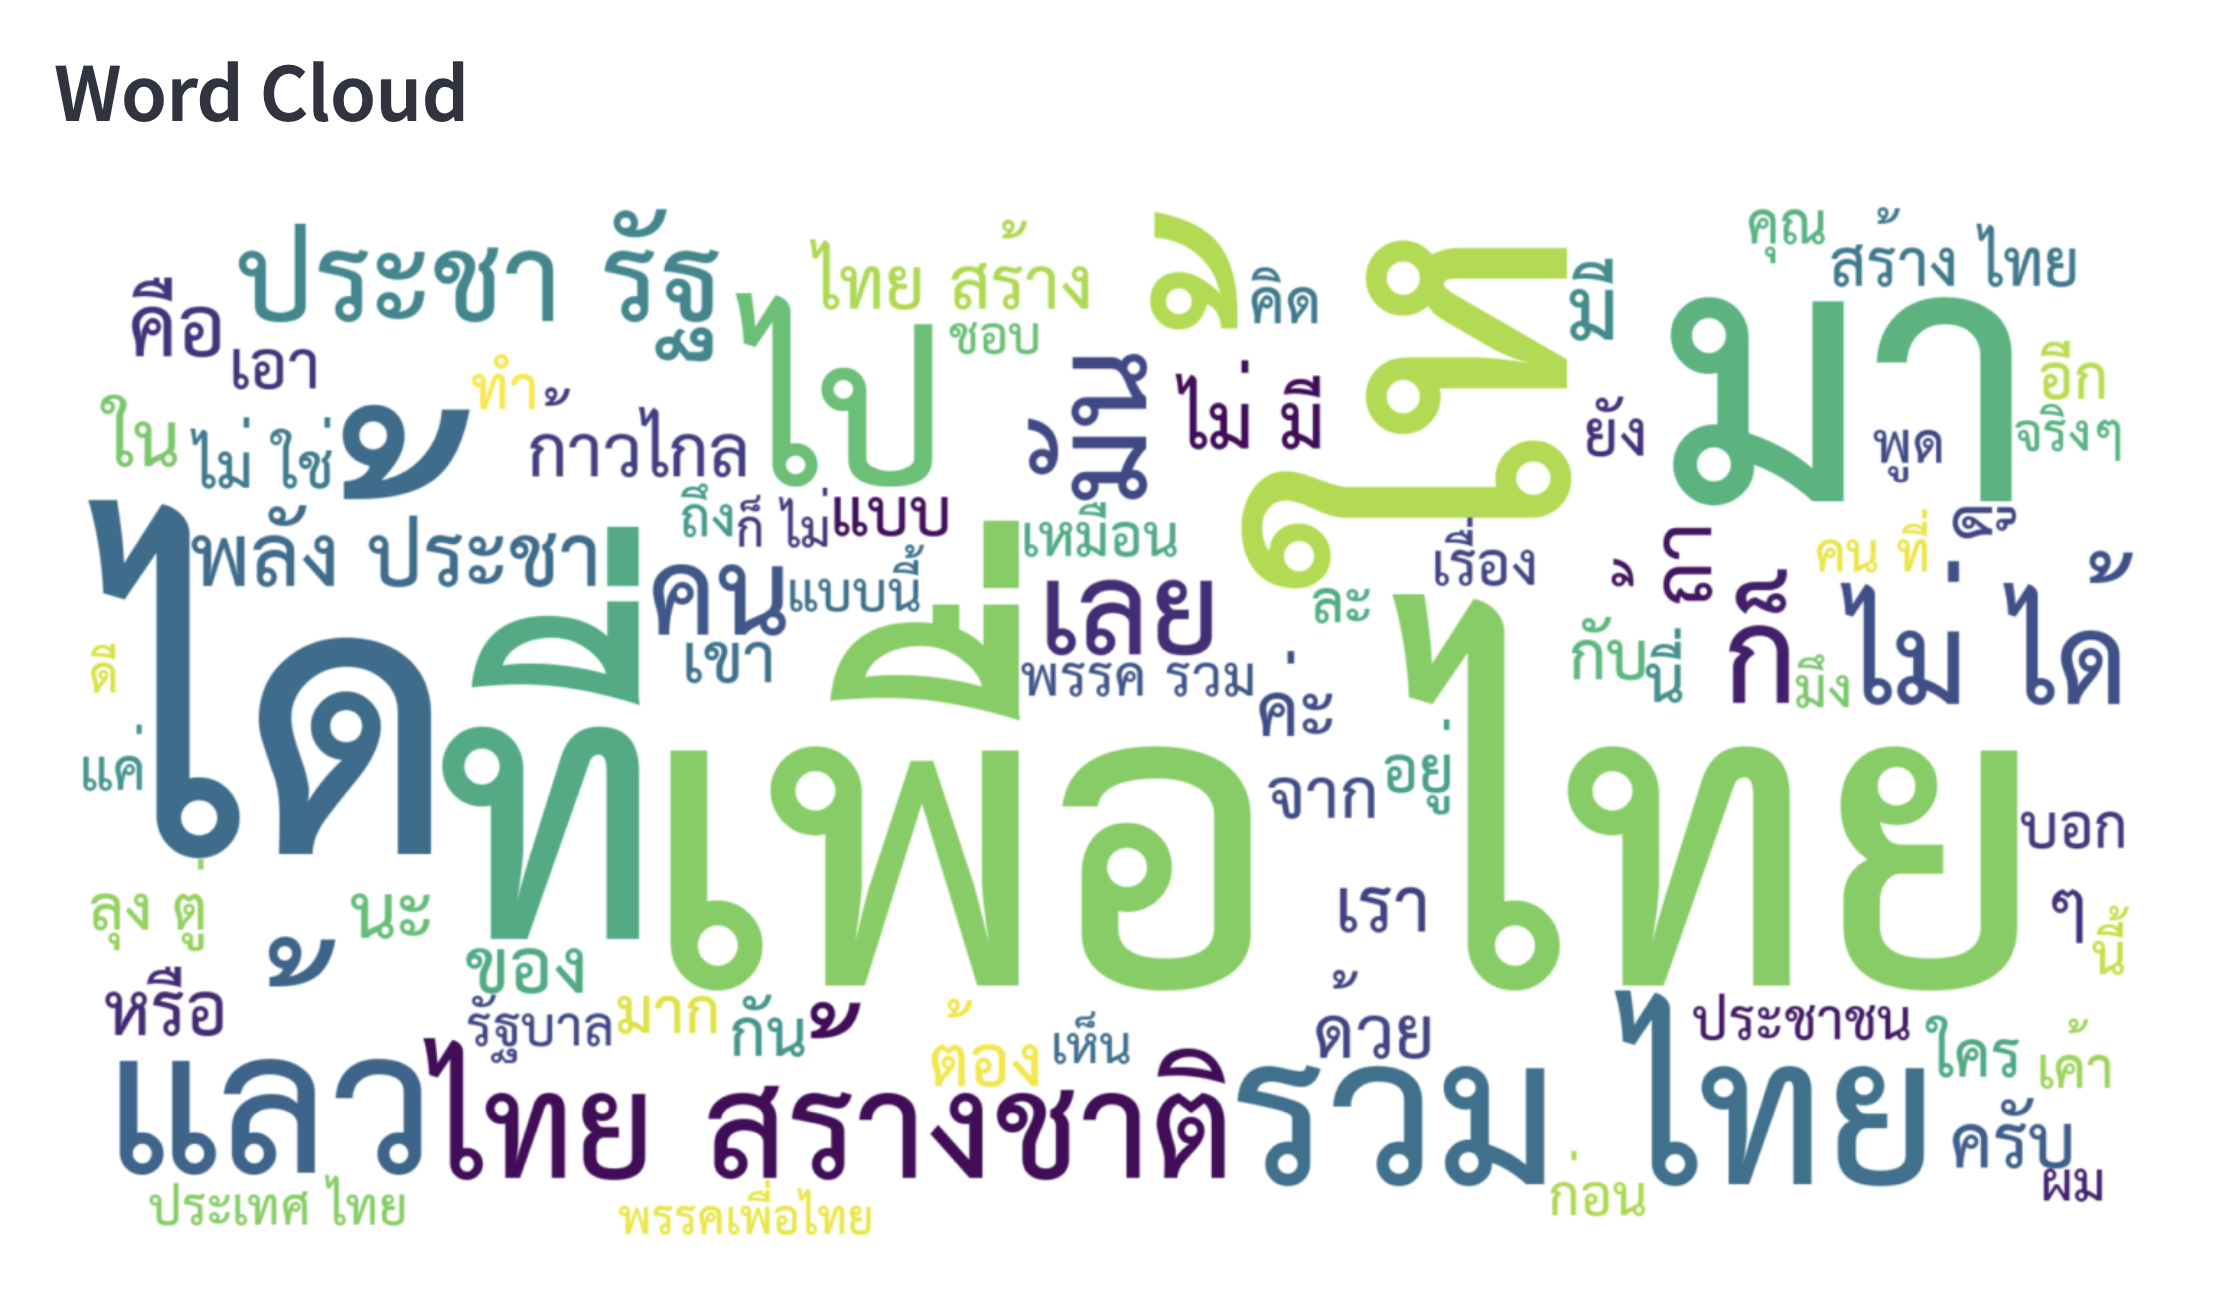 Word Cloud
ประชา รัฐ
ไทย สร้าง
คิด
มี
คุณ
สร้าง ไทย
คือ
เอา
ไป
ชอบ
ให้
มา
อีก
ใน
ไม่ ใช่
ทำ
ก้าวไกล
มัน
ไม่ มี
ยัง
พูด
จริงๆ
พลัง ประชา
ถึง
ก็ ไม่
แบบ
เหมือน
เรื่อง
ถ้า
คน ที่
ดู
ได้
ที่
คน
แบบนี้
เลย
ละ
ก็
ไม่ ได้
ดี
เขา
พรรค รวม
ค่ะ
กับ
นี่
มึง
แค่
เพื่อไทย
จาก
อยู่
บอก
ลุง ตู่
นะ
เรา
ๆ
นี้
หรือ
ของ
รัฐบาล
มาก
กัน
ต้อง
เห็น
ด้วย
ประชาชน
ใคร
เค้า
แล้ว
ไทย สร้างชาติ
รวม ไทย
ครับ
ผม
ประเทศ ไทย
พรรคเพื่อไทย
ก่อน